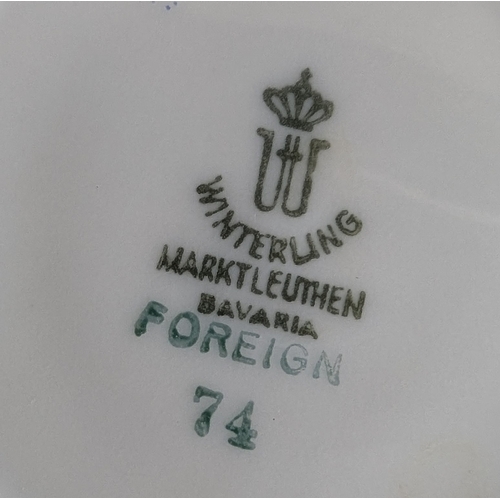 WINTERLING
MARKTLEUTHEN
BAVARIA
FOREIGN
74